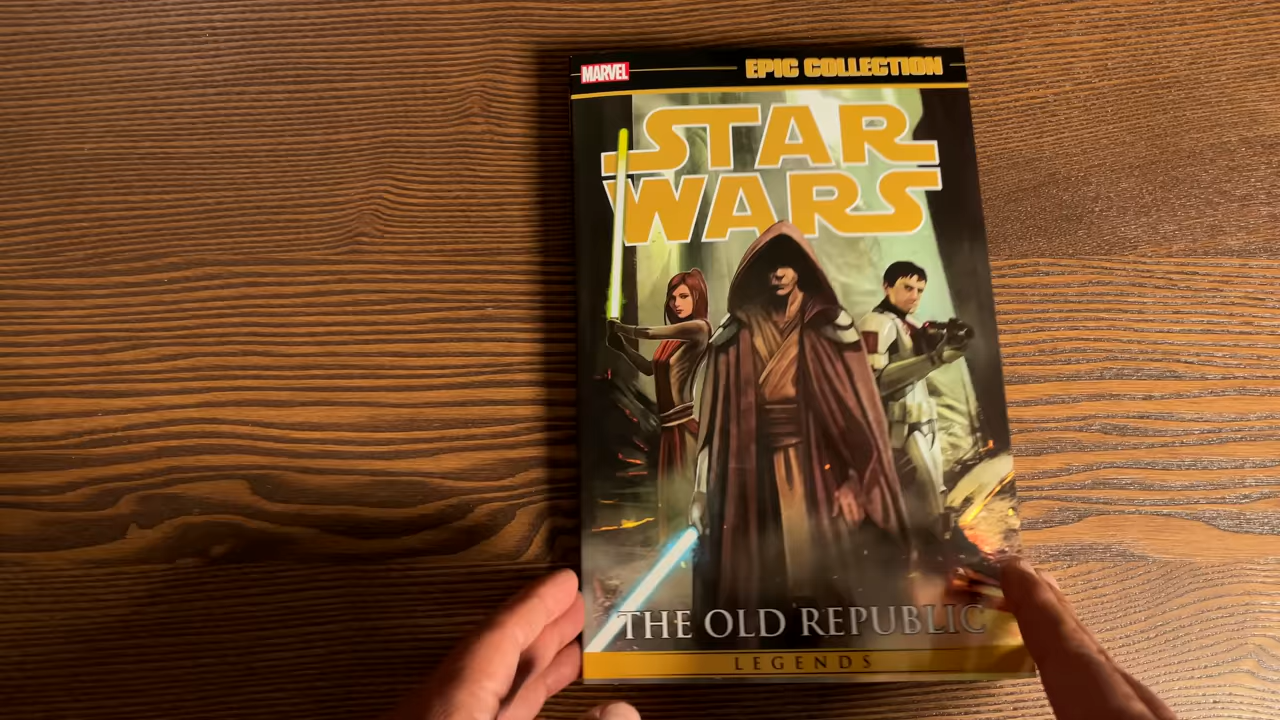 MARVEL
EPIC COLLECTION
STAR
WARS
THE OLD REPUBLIC
LEGENDS